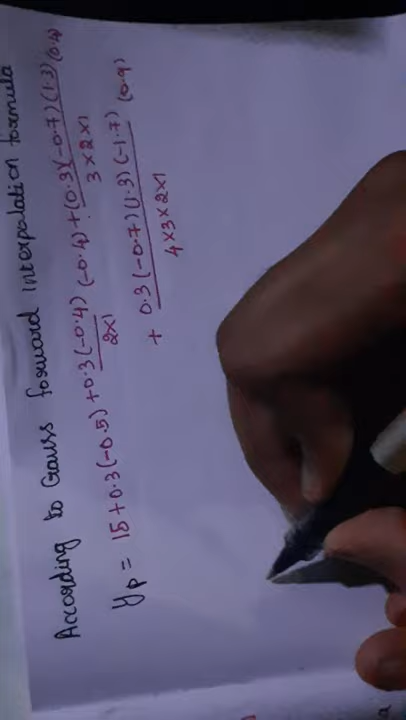 According to Gauss forward interpolation formula
yp = 15 + 0.3(-0.5) + 0.3(-0.4)/2×1 (-0.4) + (0.3)(-0.7)(1.3)/3×2×1 (0.4)
+ 0.3(-0.7)(1.3)(-1.7)/4×3×2×1 (0.9)